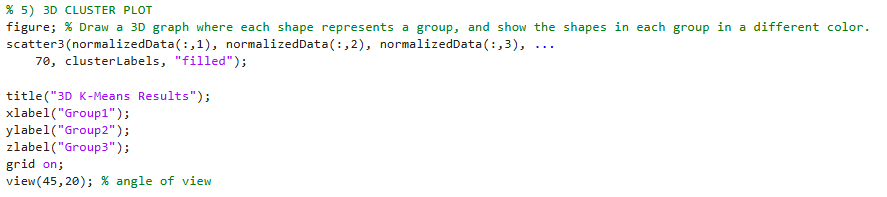 % 5) 3D CLUSTER PLOT
figure; % Draw a 3D graph where each shape represents a group, and show the shapes in each group in a different color.
scatter3(normalizedData(:,1), normalizedData(:,2), normalizedData(:,3), ...
    70, clusterLabels, "filled");

title("3D K-Means Results");
xlabel("Group1");
ylabel("Group2");
zlabel("Group3");
grid on;
view(45,20); % angle of view